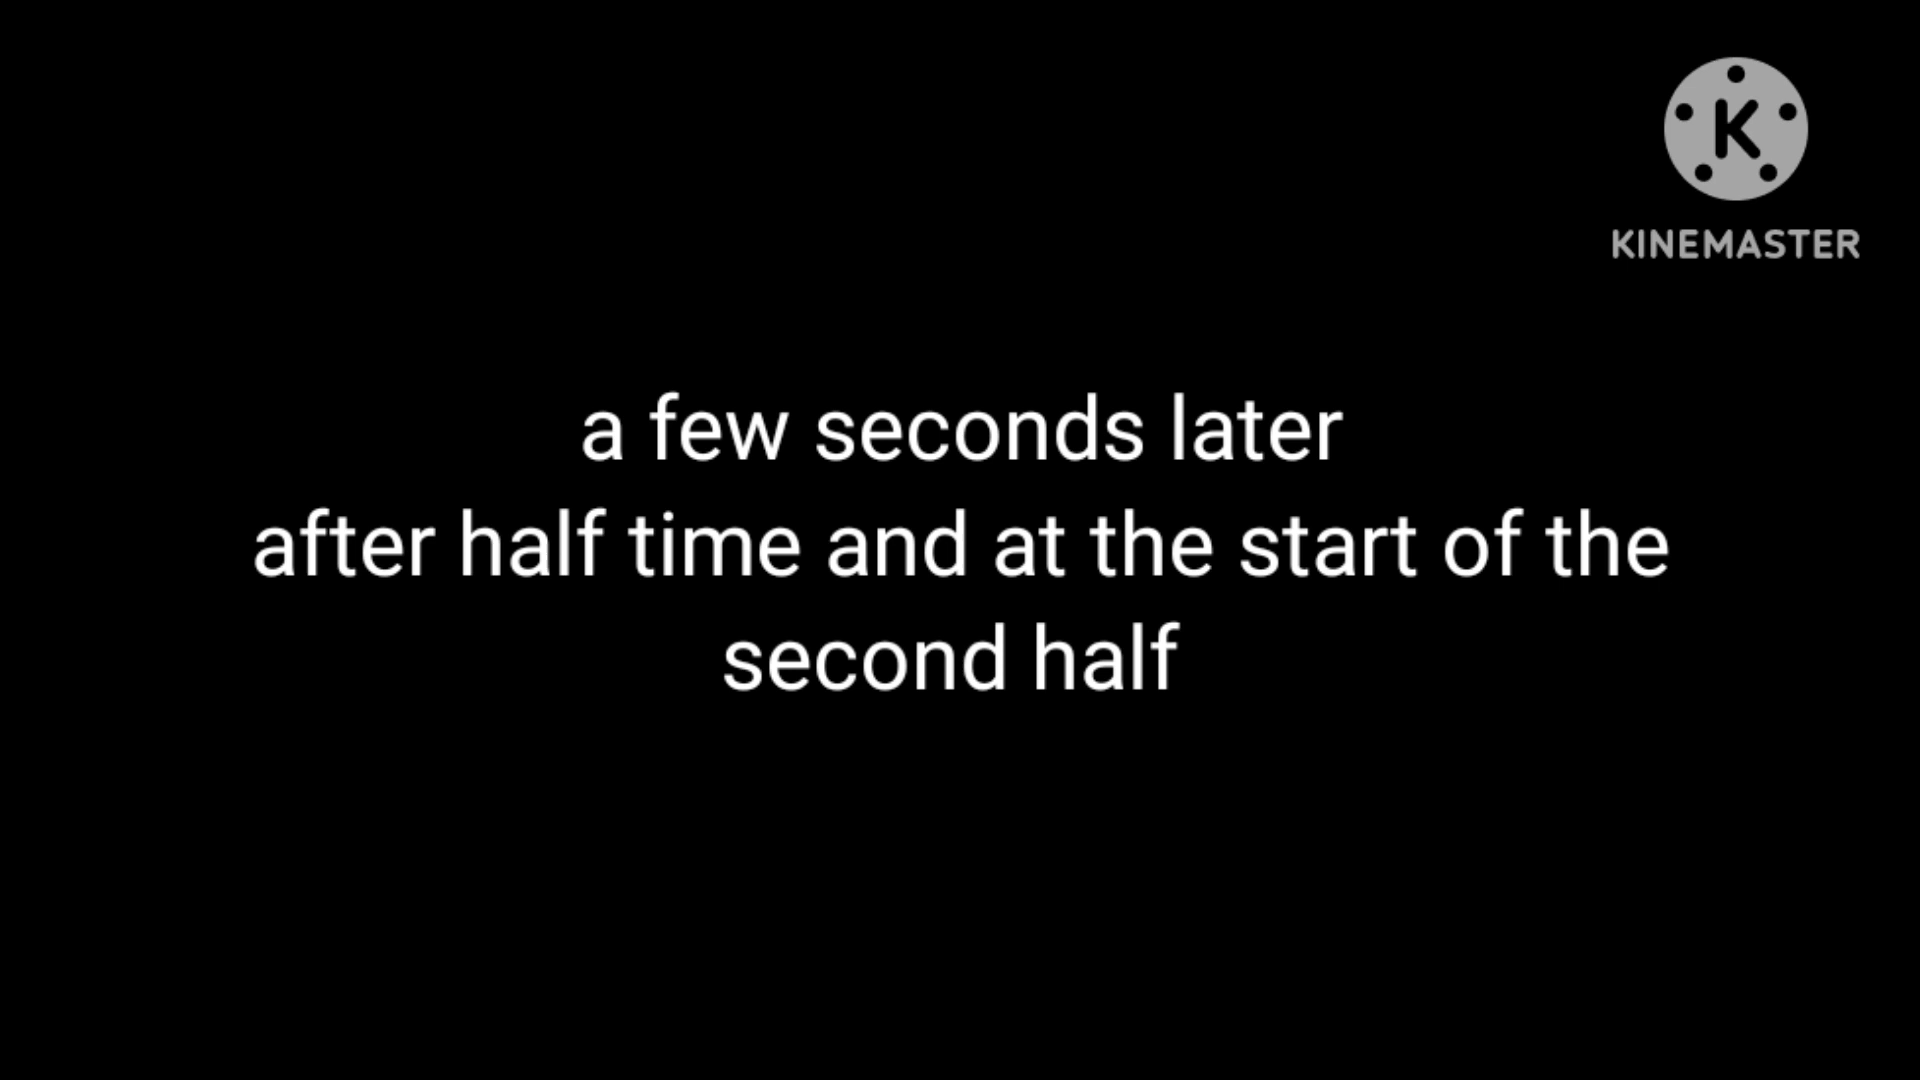 K
KINEMASTER
a few seconds later
after half time and at the start of the
second half